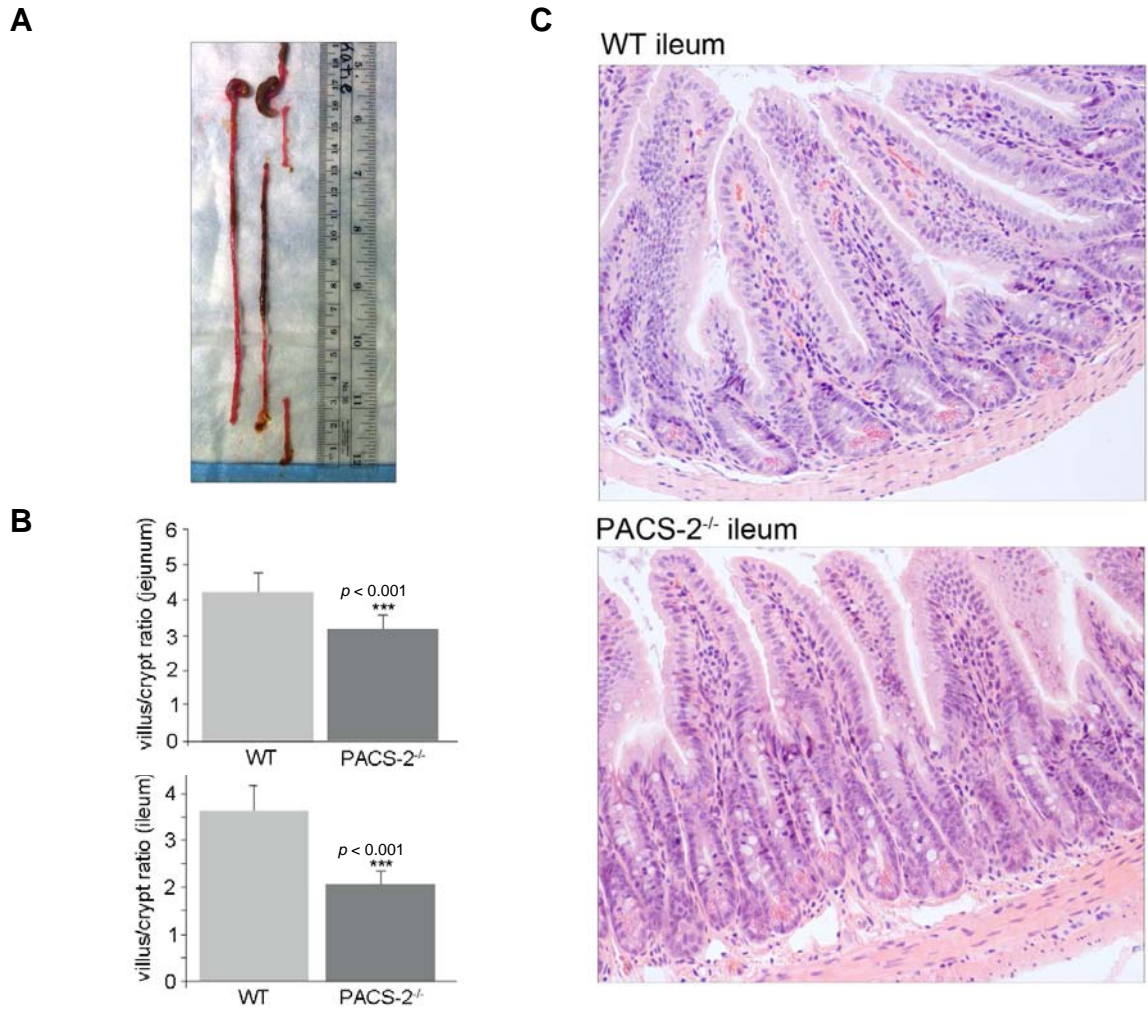 A
C
WT ileum
PACS-2-/- ileum
B
villus/crypt ratio (jejunum)
6
5
4
3
2
1
0
p < 0.001
***
WT
PACS-2-/-
villus/crypt ratio (ileum)
4
3
2
1
0
p < 0.001
***
WT
PACS-2-/-